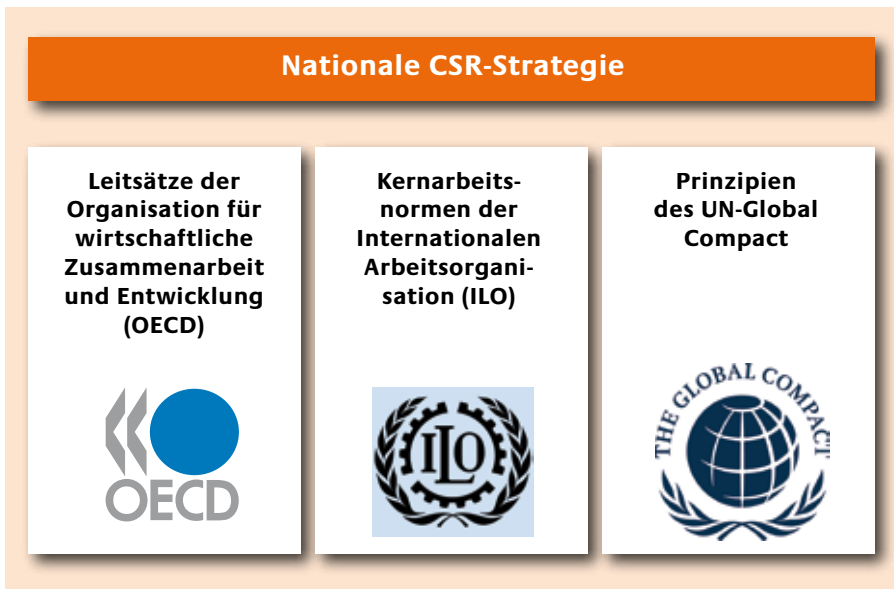 Nationale CSR-Strategie
Leitsätze der
Organisation für
wirtschaftliche
Zusammenarbeit
und Entwicklung
(OECD)
OECD
Kernarbeits-
normen der
Internationalen
Arbeitsorgani-
sation (ILO)
ILO
Prinzipien
des UN-Global
Compact
THE GLOBAL COMPACT